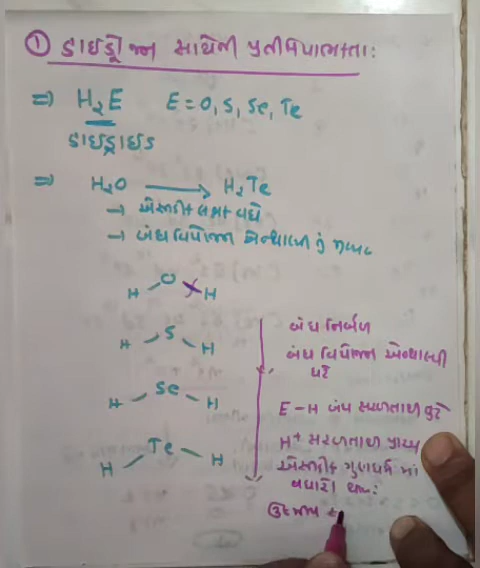 ① હાઇડ્રોજન સાથેની પ્રતિક્રિયાત્મકતા:
⇒ H₂E E = O, S, Se, Te
હાઇડ્રાઇડ
⇒ H₂O → H₂Te
→ એસિડીક લક્ષણ વધે
→ બંધ વિયોજન એન્થાલ્પી નું
H O H
H S H
H Se H
H Te H
બંધ નિર્બળ
બંધ વિયોજન એન્થાલ્પી
ઘટે
E-H બંધ સરળતાથી તુટે
H⁺ સરળતાથી પ્રાપ્ય
એસિડીક ગુણધર્મ માં
વધારો થાય: